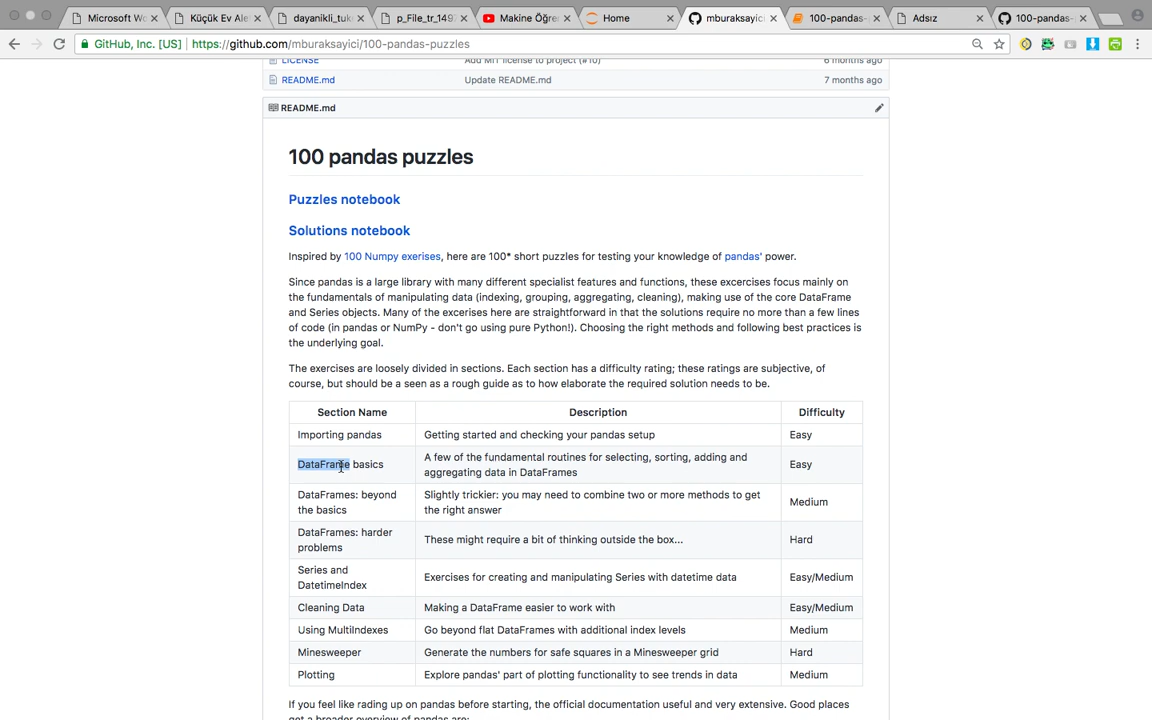 Microsoft Wo
Küçük Ev Ale
dayanikli_tuki
p_File_tr_149
Makine Öğre
Home
mburaksayici
100-pandas-
Adsız
100-pandas-
GitHub, Inc. [US]
https://github.com/mburaksayici/100-pandas-puzzles
LICENSE
Add MIT license to project (#10)
6 months ago
README.md
Update README.md
7 months ago
README.md
100 pandas puzzles
Puzzles notebook
Solutions notebook
Inspired by 100 Numpy exerises, here are 100* short puzzles for testing your knowledge of pandas' power.
Since pandas is a large library with many different specialist features and functions, these excercises focus mainly on
the fundamentals of manipulating data (indexing, grouping, aggregating, cleaning), making use of the core DataFrame
and Series objects. Many of the excerises here are straightforward in that the solutions require no more than a few lines
of code (in pandas or NumPy - don't go using pure Python!). Choosing the right methods and following best practices is
the underlying goal.
The exercises are loosely divided in sections. Each section has a difficulty rating; these ratings are subjective, of
course, but should be a seen as a rough guide as to how elaborate the required solution needs to be.
Section Name
Description
Difficulty
Importing pandas
Getting started and checking your pandas setup
Easy
DataFrame basics
A few of the fundamental routines for selecting, sorting, adding and
aggregating data in DataFrames
Easy
DataFrames: beyond
the basics
Slightly trickier: you may need to combine two or more methods to get
the right answer
Medium
DataFrames: harder
problems
These might require a bit of thinking outside the box...
Hard
Series and
DatetimeIndex
Exercises for creating and manipulating Series with datetime data
Easy/Medium
Cleaning Data
Making a DataFrame easier to work with
Easy/Medium
Using MultiIndexes
Go beyond flat DataFrames with additional index levels
Medium
Minesweeper
Generate the numbers for safe squares in a Minesweeper grid
Hard
Plotting
Explore pandas' part of plotting functionality to see trends in data
Medium
If you feel like rading up on pandas before starting, the official documentation useful and very extensive. Good places
get a broader overview of pandas are: